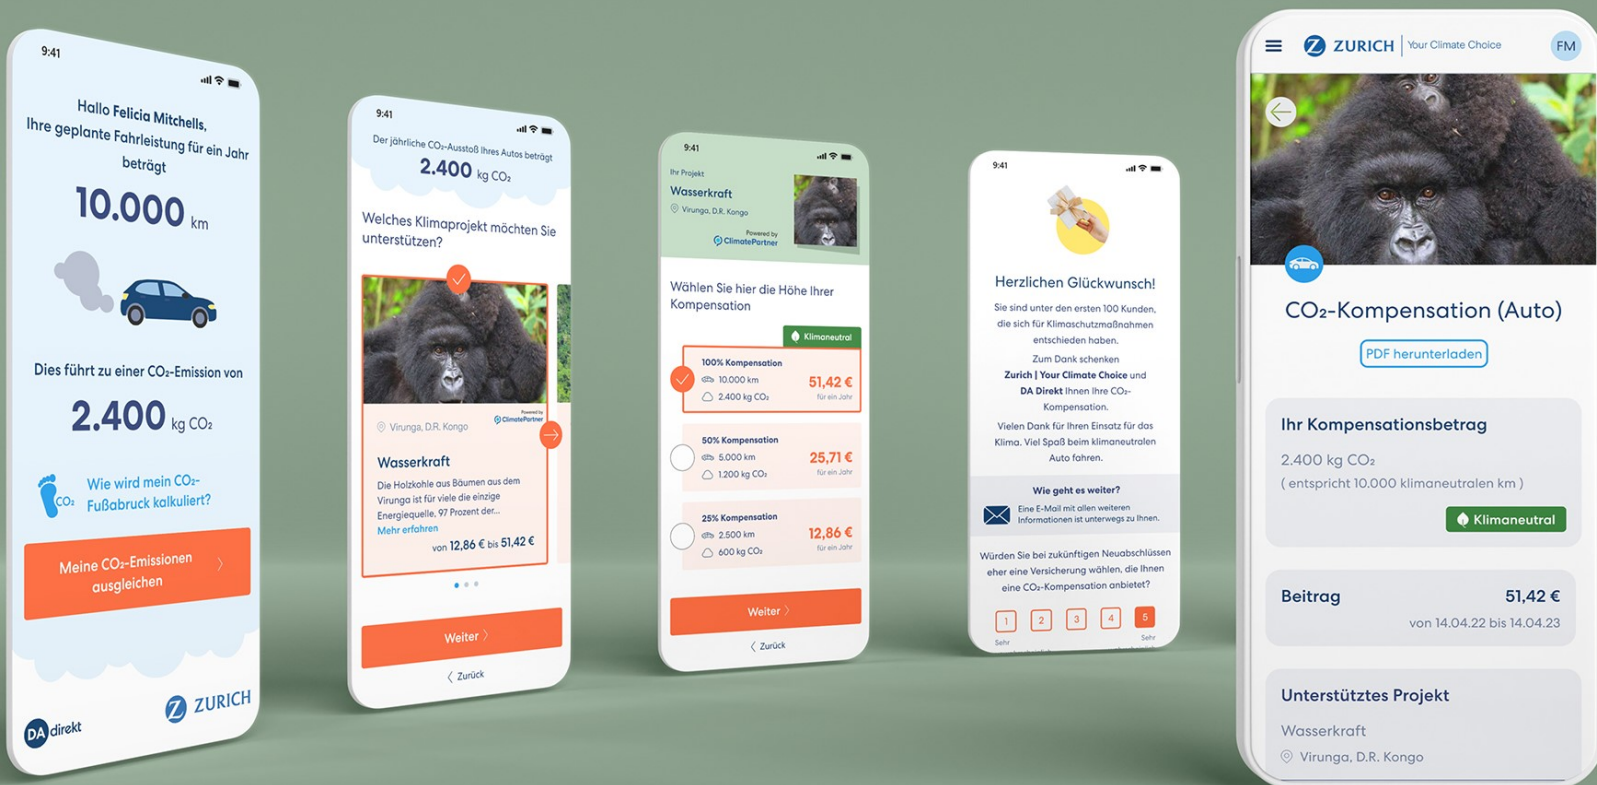 9:41
Hallo Felicia Mitchells,
Ihre geplante Fahrleistung für ein Jahr
beträgt
10.000 km
Dies führt zu einer CO₂-Emission von
2.400 kg CO₂
CO₂
Wie wird mein CO₂-
Fußabruck kalkuliert?
Meine CO₂-Emissionen
ausgleichen
DA direkt
ZURICH
9:41
Der jährliche CO₂-Ausstoß Ihres Autos beträgt
2.400 kg CO₂
Welches Klimaprojekt möchten Sie
unterstützen?
Powered by
ClimatePartner
Virunga, D.R. Kongo
Wasserkraft
Die Holzkohle aus Bäumen aus dem
Virunga ist für viele die einzige
Energiequelle. 97 Prozent der...
Mehr erfahren
von 12,86 € bis 51,42 €
Weiter
Zurück
9:41
Ihr Projekt
Wasserkraft
Virunga, D.R. Kongo
Powered by
ClimatePartner
Wählen Sie hier die Höhe Ihrer
Kompensation
Klimaneutral
100% Kompensation
10.000 km
51,42 €
2.400 kg CO₂
für ein Jahr
50% Kompensation
5.000 km
25,71 €
1.200 kg CO₂
für ein Jahr
25% Kompensation
2.500 km
12,86 €
600 kg CO₂
für ein Jahr
Weiter
Zurück
9:41
Herzlichen Glückwunsch!
Sie sind unter den ersten 100 Kunden,
die sich für Klimaschutzmaßnahmen
entschieden haben.
Zum Dank schenken
Zurich | Your Climate Choice und
DA Direkt Ihnen Ihre CO₂-
Kompensation.
Vielen Dank für Ihren Einsatz für das
Klima. Viel Spaß beim klimaneutralen
Auto fahren.
Wie geht es weiter?
Eine E-Mail mit allen weiteren
Informationen ist unterwegs zu Ihnen.
Würden Sie bei zukünftigen Neuabschlüssen
eher eine Versicherung wählen, die Ihnen
eine CO₂-Kompensation anbietet?
1 2 3 4 5
Sehr Sehr
ZURICH Your Climate Choice FM
CO₂-Kompensation (Auto)
PDF herunterladen
Ihr Kompensationsbetrag
2.400 kg CO₂
( entspricht 10.000 klimaneutralen km )
Klimaneutral
Beitrag 51,42 €
von 14.04.22 bis 14.04.23
Unterstütztes Projekt
Wasserkraft
Virunga, D.R. Kongo